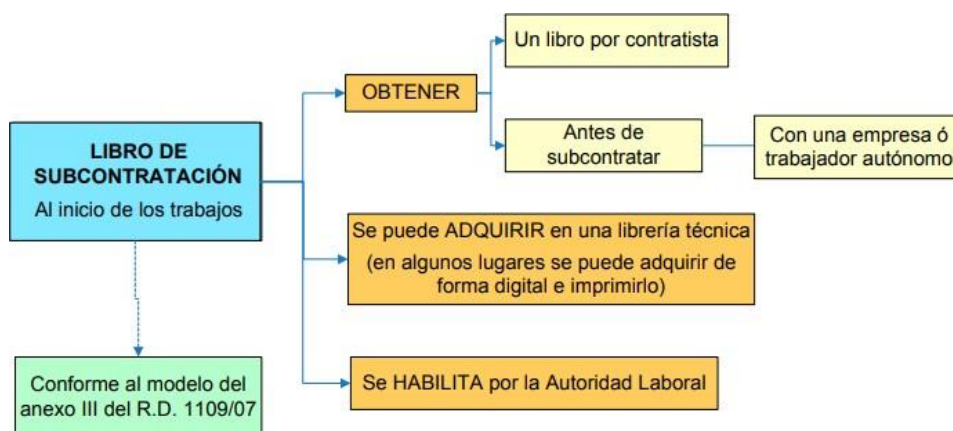 Un libro por contratista
OBTENER
Antes de
subcontratar
Con una empresa ó
trabajador autónomo
LIBRO DE
SUBCONTRATACIÓN
Al inicio de los trabajos
Se puede ADQUIRIR en una librería técnica
(en algunos lugares se puede adquirir de
forma digital e imprimirlo)
Se HABILITA por la Autoridad Laboral
Conforme al modelo del
anexo III del R.D. 1109/07